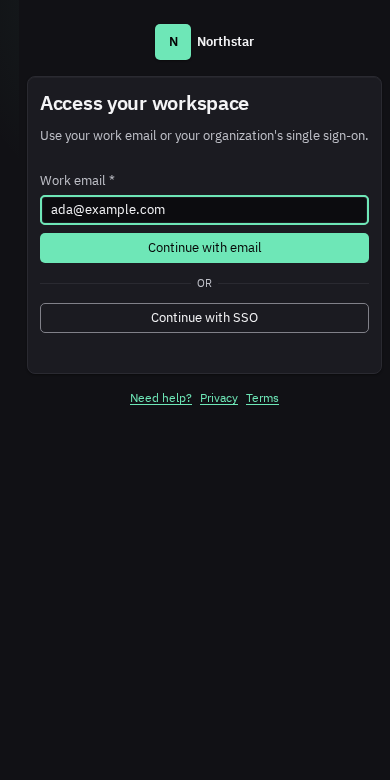 N Northstar
Access your workspace
Use your work email or your organization's single sign-on.
Work email *
ada@example.com
Continue with email
OR
Continue with SSO
Need help? Privacy Terms